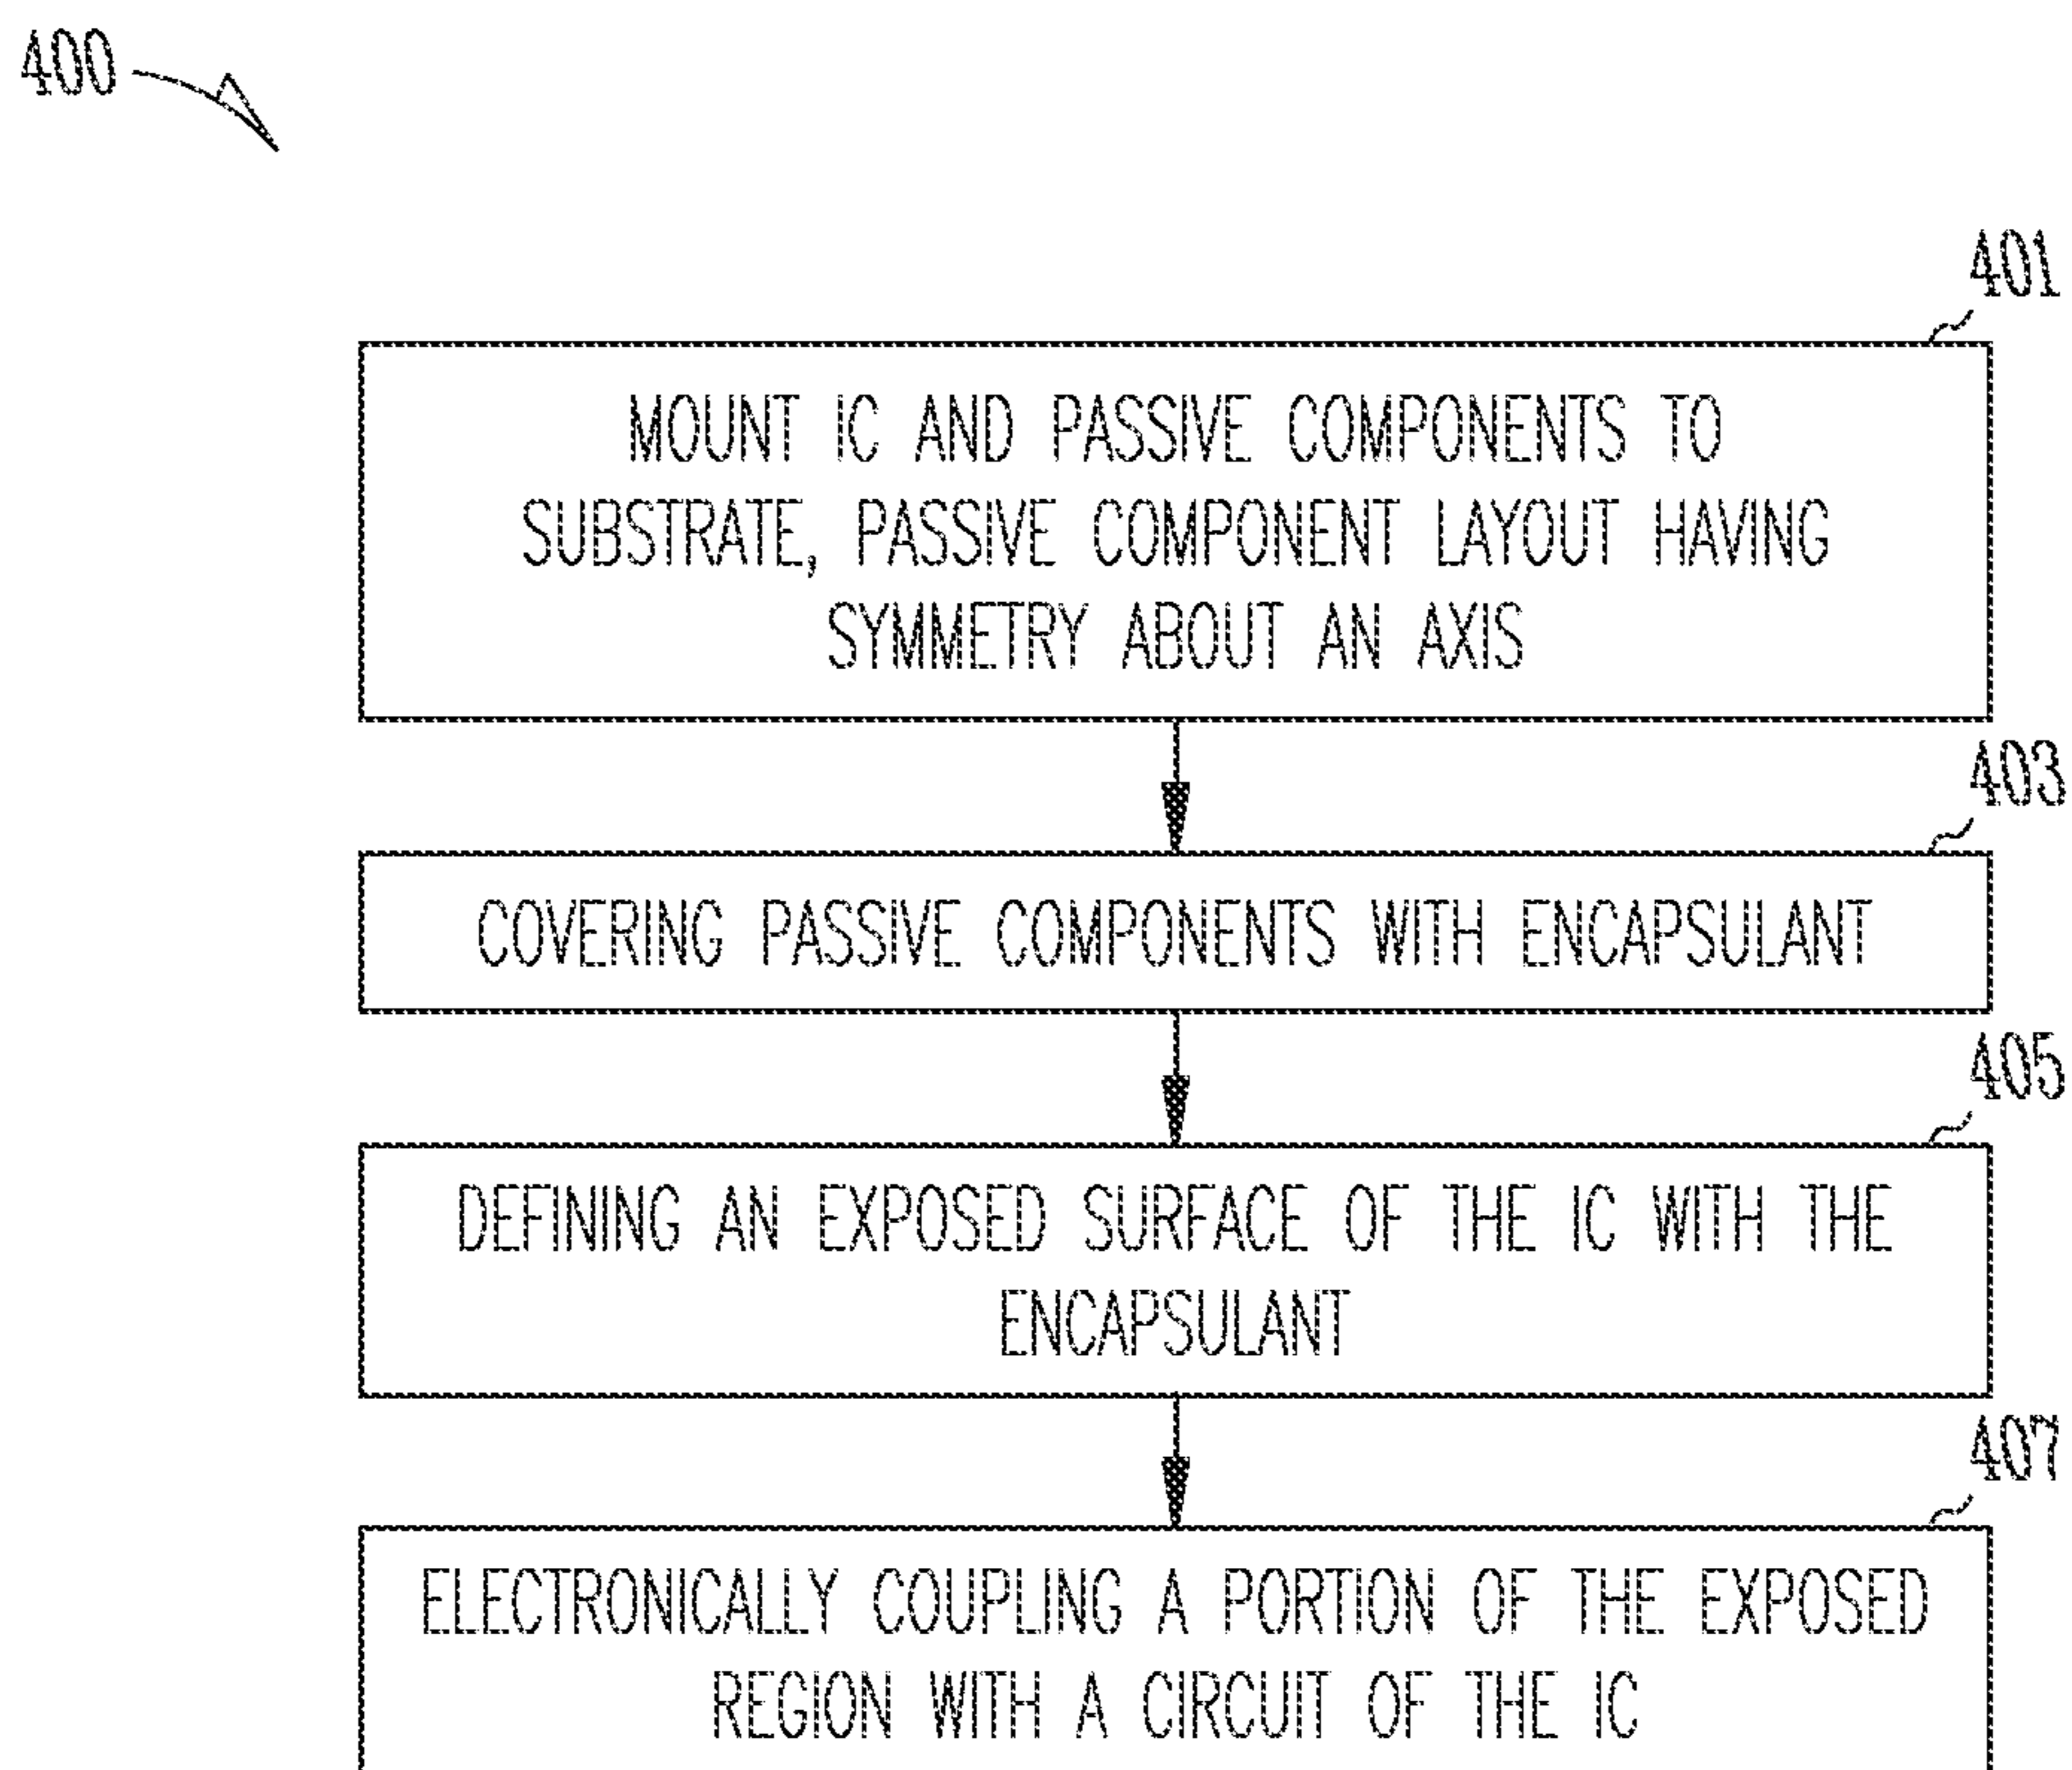 400
401
MOUNT IC AND PASSIVE COMPONENTS TO
SUBSTRATE, PASSIVE COMPONENT LAYOUT HAVING
SYMMETRY ABOUT AN AXIS
403
COVERING PASSIVE COMPONENTS WITH ENCAPSULANT
405
DEFINING AN EXPOSED SURFACE OF THE IC WITH THE
ENCAPSULANT
407
ELECTRONICALLY COUPLING A PORTION OF THE EXPOSED
REGION WITH A CIRCUIT OF THE IC